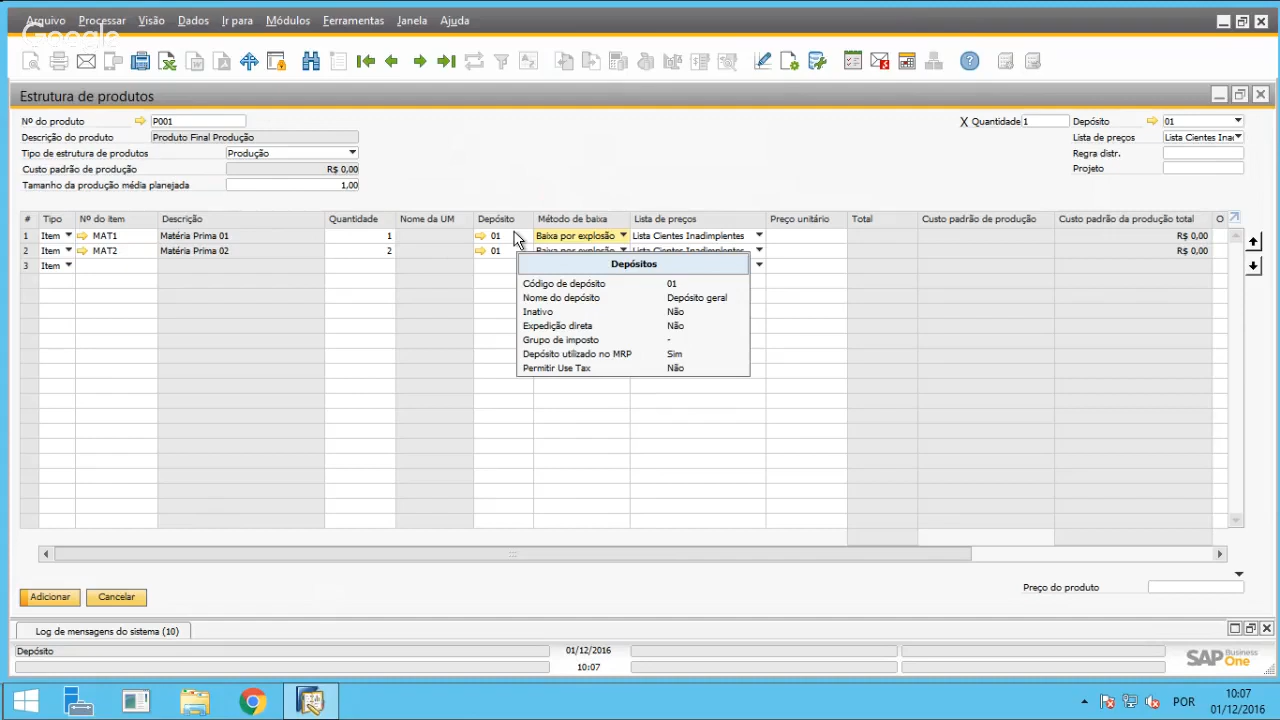 Arquivo Processar Visão Dados Ir para Módulos Ferramentas Janela Ajuda
Google
Estrutura de produtos
Nº do produto P001 X Quantidade 1 Depósito 01
Descrição do produto Produto Final Produção Lista de preços Lista Cientes Ina
Tipo de estrutura de produtos Produção Regra distr.
Custo padrão de produção R$ 0,00 Projeto
Tamanho da produção média planejada 1,00
# Tipo Nº do item Descrição Quantidade Nome da UM Depósito Método de baixa Lista de preços Preço unitário Total Custo padrão de produção Custo padrão da produção total O
1 Item MAT1 Matéria Prima 01 1 01 Baixa por explosão Lista Cientes Inadimplentes R$ 0,00
2 Item MAT2 Matéria Prima 02 2 01 Baixa por explosão Lista Cientes Inadimplentes R$ 0,00
3 Item
Depósitos
Código de depósito 01
Nome do depósito Depósito geral
Inativo Não
Expedição direta Não
Grupo de imposto -
Depósito utilizado no MRP Sim
Permitir Use Tax Não
Preço do produto
Adicionar Cancelar
Log de mensagens do sistema (10)
Depósito 01/12/2016
10:07
SAP Business One
POR 10:07
01/12/2016